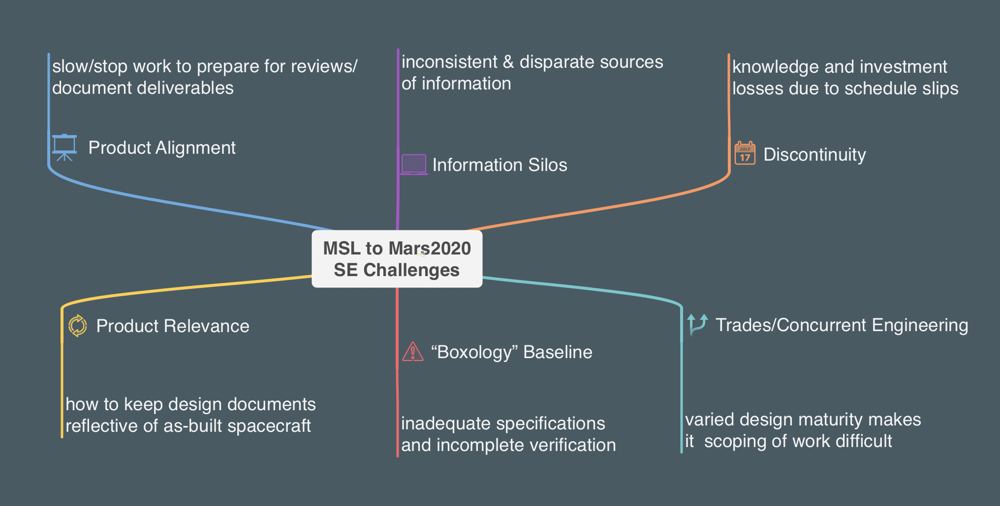 slow/stop work to prepare for reviews/
document deliverables
Product Alignment
inconsistent & disparate sources
of information
Information Silos
knowledge and investment
losses due to schedule slips
JULY
17
Discontinuity
MSL to Mars2020
SE Challenges
Product Relevance
how to keep design documents
reflective of as-built spacecraft
“Boxology” Baseline
inadequate specifications
and incomplete verification
Trades/Concurrent Engineering
varied design maturity makes
it  scoping of work difficult